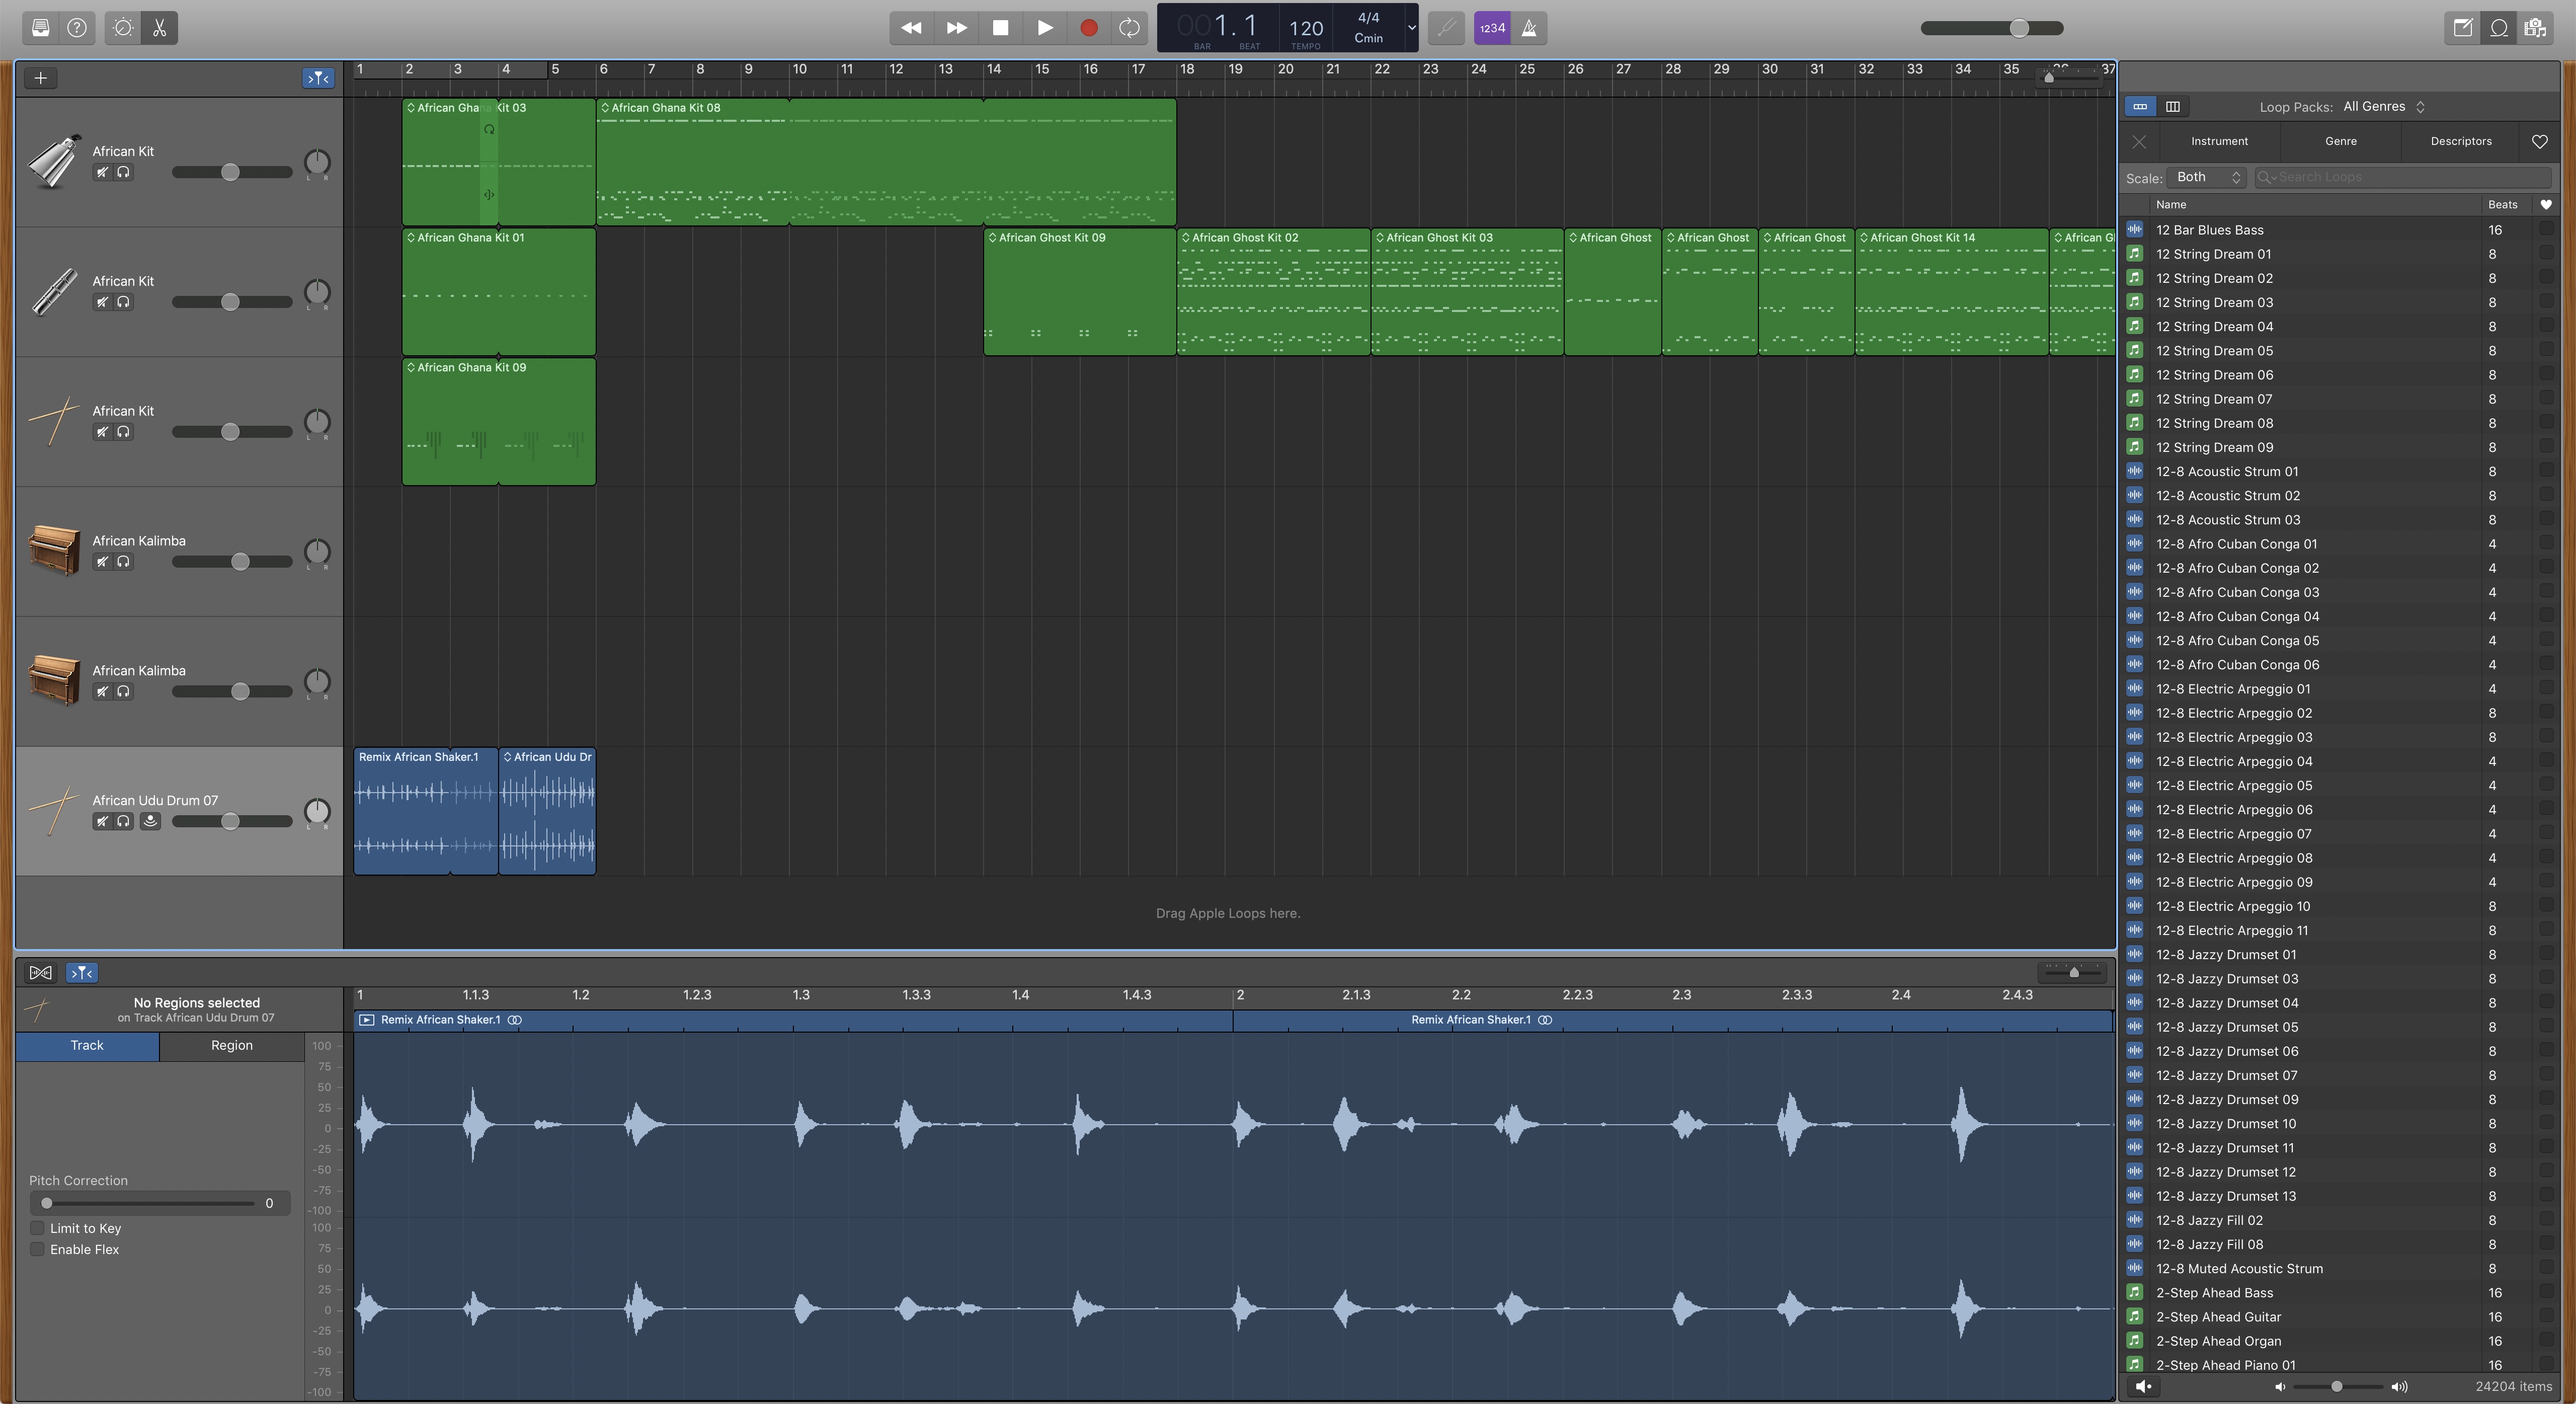 001.1
120
4/4
Cmin
BAR BEAT TEMPO
1234
1 2 3 4 5 6 7 8 9 10 11 12 13 14 15 16 17 18 19 20 21 22 23 24 25 26 27 28 29 30 31 32 33 34 35 37
African Kit
L R
African Ghana Kit 03
African Ghana Kit 08
African Kit
L R
African Ghana Kit 01
African Ghost Kit 09
African Ghost Kit 02
African Ghost Kit 03
African Ghost
African Ghost
African Ghost
African Ghost Kit 14
African Gl
African Kit
L R
African Ghana Kit 09
African Kalimba
L R
African Kalimba
L R
African Udu Drum 07
L R
Remix African Shaker.1
African Udu Dr
Drag Apple Loops here.
No Regions selected
on Track African Udu Drum 07
Track Region
Pitch Correction
0
Limit to Key
Enable Flex
1 1.1.3 1.2 1.2.3 1.3 1.3.3 1.4 1.4.3 2 2.1.3 2.2 2.2.3 2.3 2.3.3 2.4 2.4.3
Remix African Shaker.1
Remix African Shaker.1
100
75
50
25
0
-25
-50
-75
-100
100
75
50
25
0
-25
-50
-75
-100
Loop Packs: All Genres
Instrument Genre Descriptors
Scale: Both Search Loops
Name Beats
12 Bar Blues Bass 16
12 String Dream 01 8
12 String Dream 02 8
12 String Dream 03 8
12 String Dream 04 8
12 String Dream 05 8
12 String Dream 06 8
12 String Dream 07 8
12 String Dream 08 8
12 String Dream 09 8
12-8 Acoustic Strum 01 8
12-8 Acoustic Strum 02 8
12-8 Acoustic Strum 03 8
12-8 Afro Cuban Conga 01 4
12-8 Afro Cuban Conga 02 4
12-8 Afro Cuban Conga 03 4
12-8 Afro Cuban Conga 04 4
12-8 Afro Cuban Conga 05 4
12-8 Afro Cuban Conga 06 4
12-8 Electric Arpeggio 01 4
12-8 Electric Arpeggio 02 8
12-8 Electric Arpeggio 03 8
12-8 Electric Arpeggio 04 4
12-8 Electric Arpeggio 05 4
12-8 Electric Arpeggio 06 4
12-8 Electric Arpeggio 07 4
12-8 Electric Arpeggio 08 4
12-8 Electric Arpeggio 09 4
12-8 Electric Arpeggio 10 8
12-8 Electric Arpeggio 11 8
12-8 Jazzy Drumset 01 8
12-8 Jazzy Drumset 03 8
12-8 Jazzy Drumset 04 8
12-8 Jazzy Drumset 05 8
12-8 Jazzy Drumset 06 8
12-8 Jazzy Drumset 07 8
12-8 Jazzy Drumset 09 8
12-8 Jazzy Drumset 10 8
12-8 Jazzy Drumset 11 8
12-8 Jazzy Drumset 12 8
12-8 Jazzy Drumset 13 8
12-8 Jazzy Fill 02 8
12-8 Jazzy Fill 08 8
12-8 Muted Acoustic Strum 8
2-Step Ahead Bass 16
2-Step Ahead Guitar 16
2-Step Ahead Organ 16
2-Step Ahead Piano 01 16
24204 items